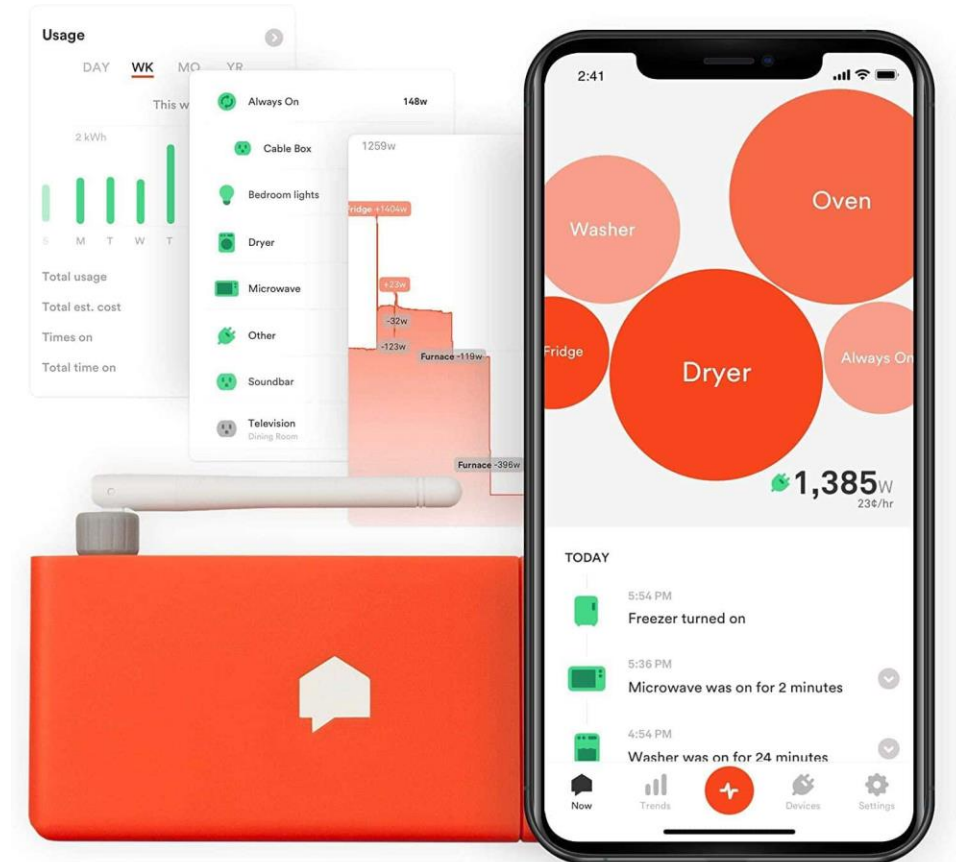 Usage
DAY WK MO YR
This w
2 kWh
S M T W T
Total usage
Total est. cost
Times on
Total time on
Always On 148w
Cable Box
Bedroom lights
Dryer
Microwave
Other
Soundbar
Television
Dining Room
1259w
Fridge +1404w
+23w
-32w
-123w
Furnace -119w
Furnace -396w
2:41
Oven
Washer
Fridge
Dryer
Always On
1,385w
23¢/hr
TODAY
5:54 PM
Freezer turned on
5:36 PM
Microwave was on for 2 minutes
4:54 PM
Washer was on for 24 minutes
Now Trends Devices Settings